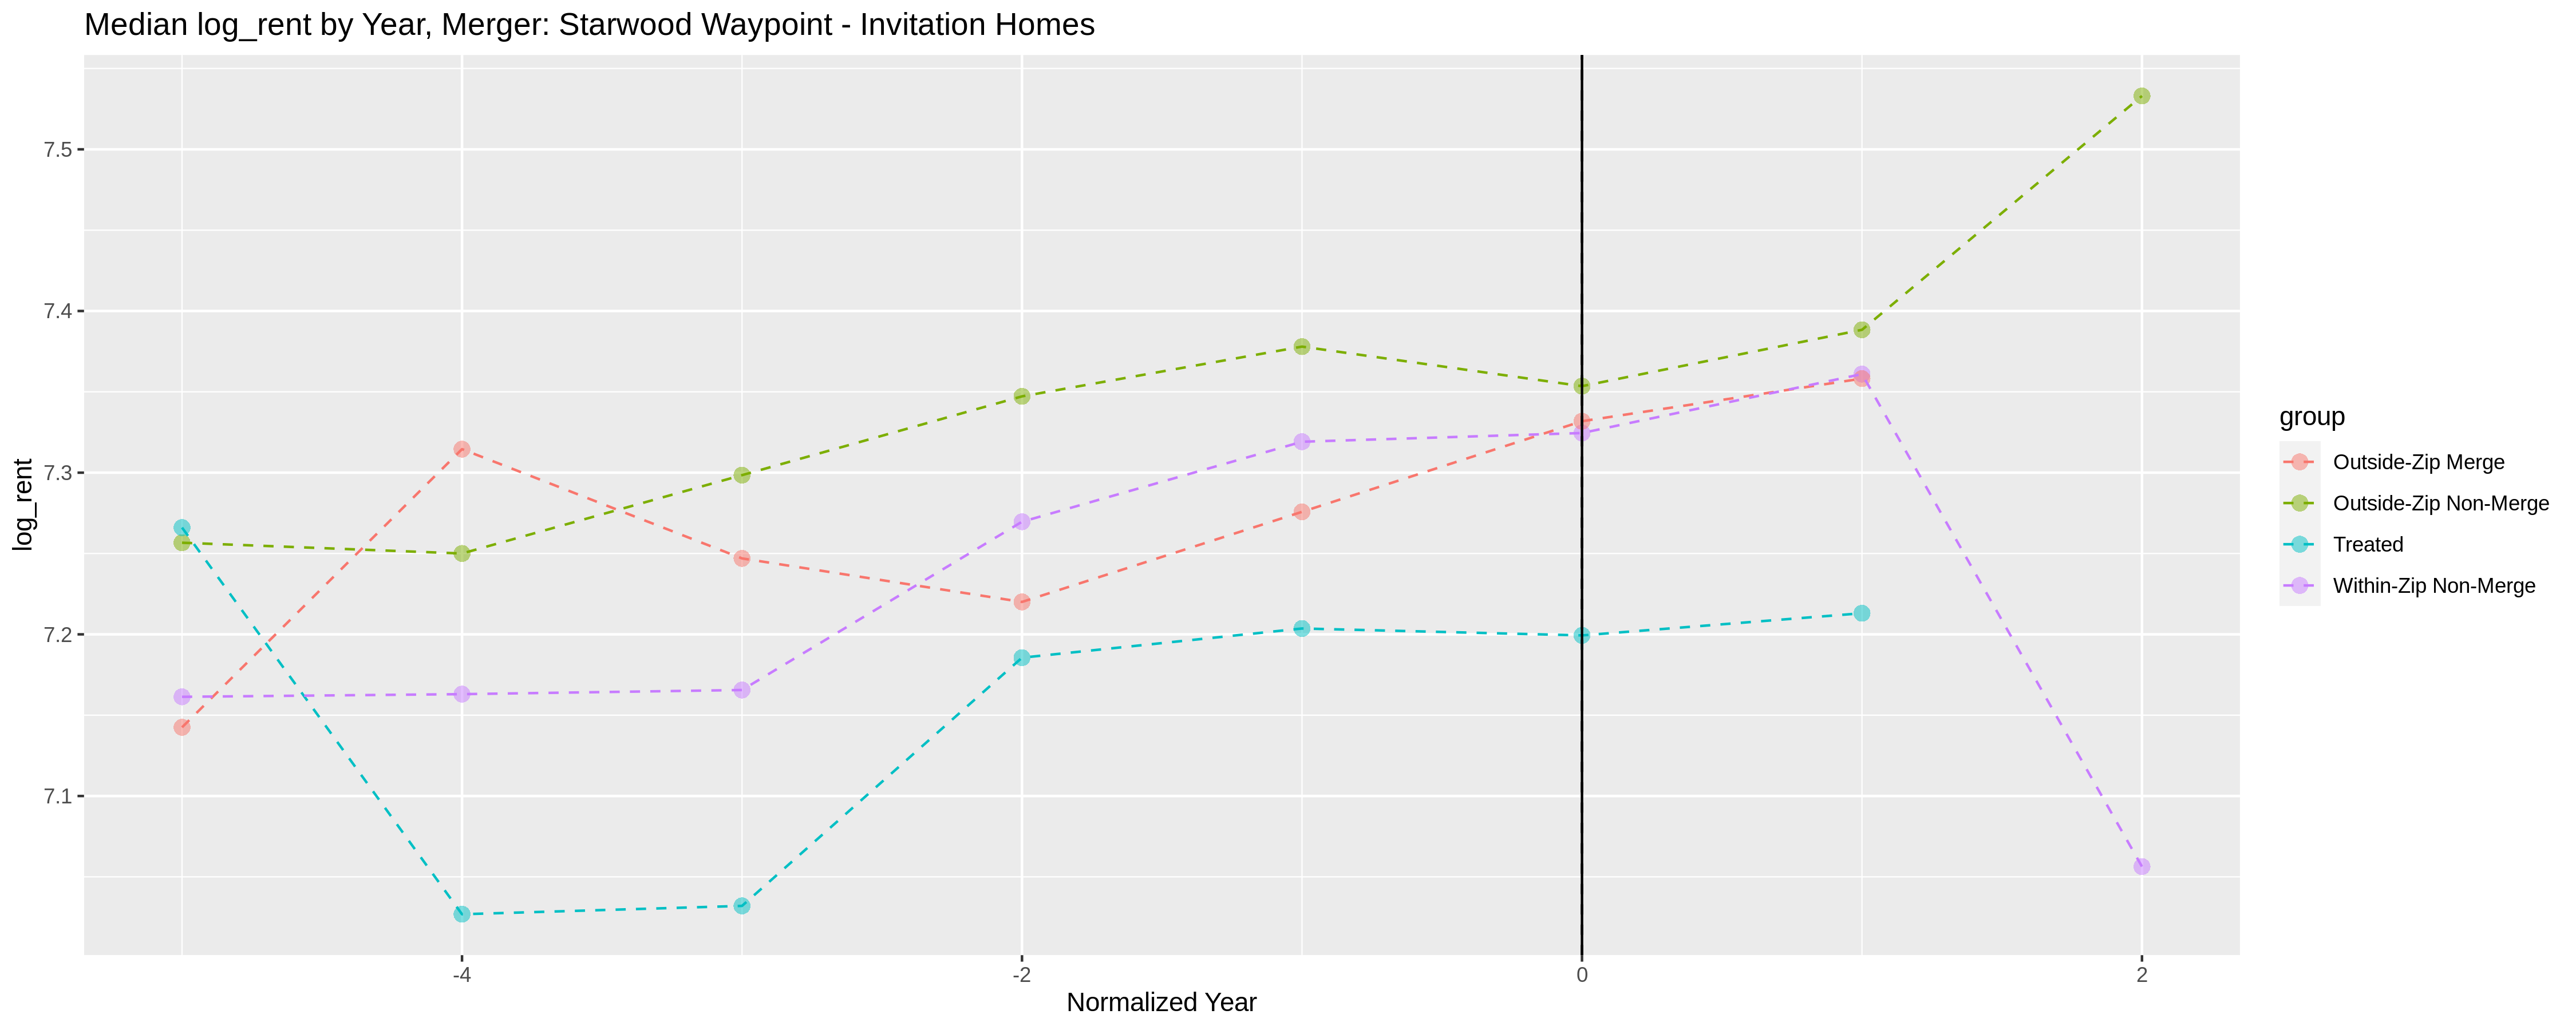 Median log_rent by Year, Merger: Starwood Waypoint - Invitation Homes
7.5
7.4
7.3
7.2
7.1
log_rent
-4
-2
0
2
Normalized Year
group
Outside-Zip Merge
Outside-Zip Non-Merge
Treated
Within-Zip Non-Merge